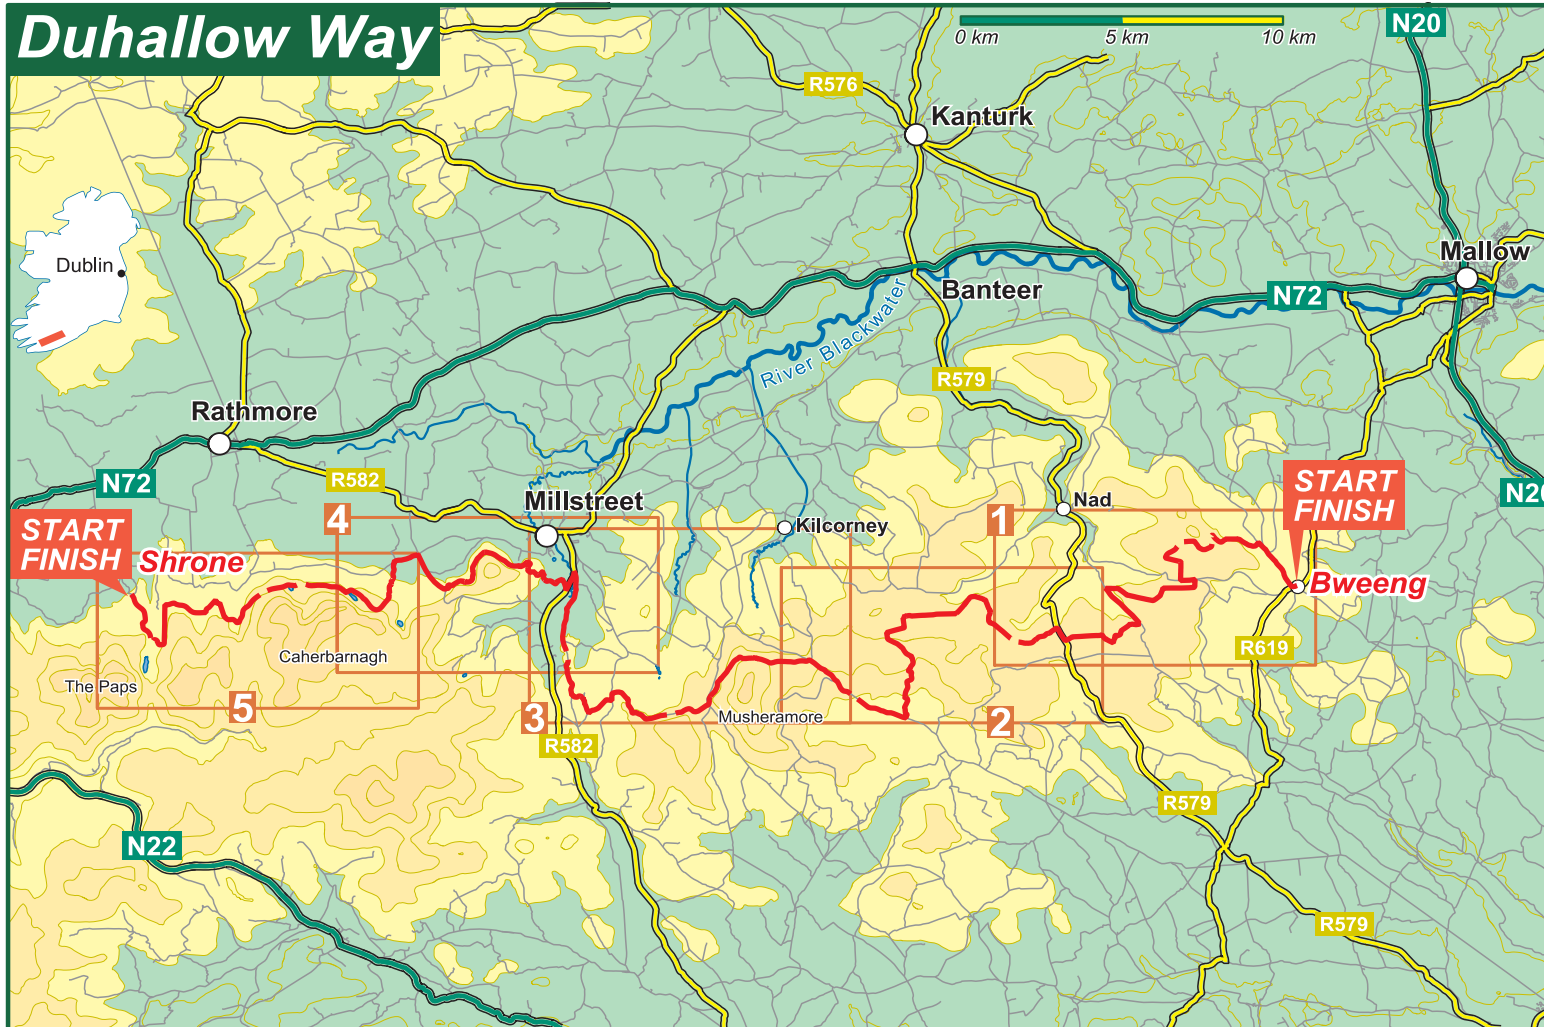 Duhallow Way
0 km
5 km
10 km
N20
R576
Kanturk
Dublin
Mallow
Banteer
N72
River Blackwater
R579
Rathmore
N72
R582
Millstreet
START
FINISH
Nad
N20
START
FINISH
Shrone
4
Kilcorney
1
Bweeng
R619
Caherbarnagh
The Paps
5
3
Musheramore
2
R582
R579
N22
R579